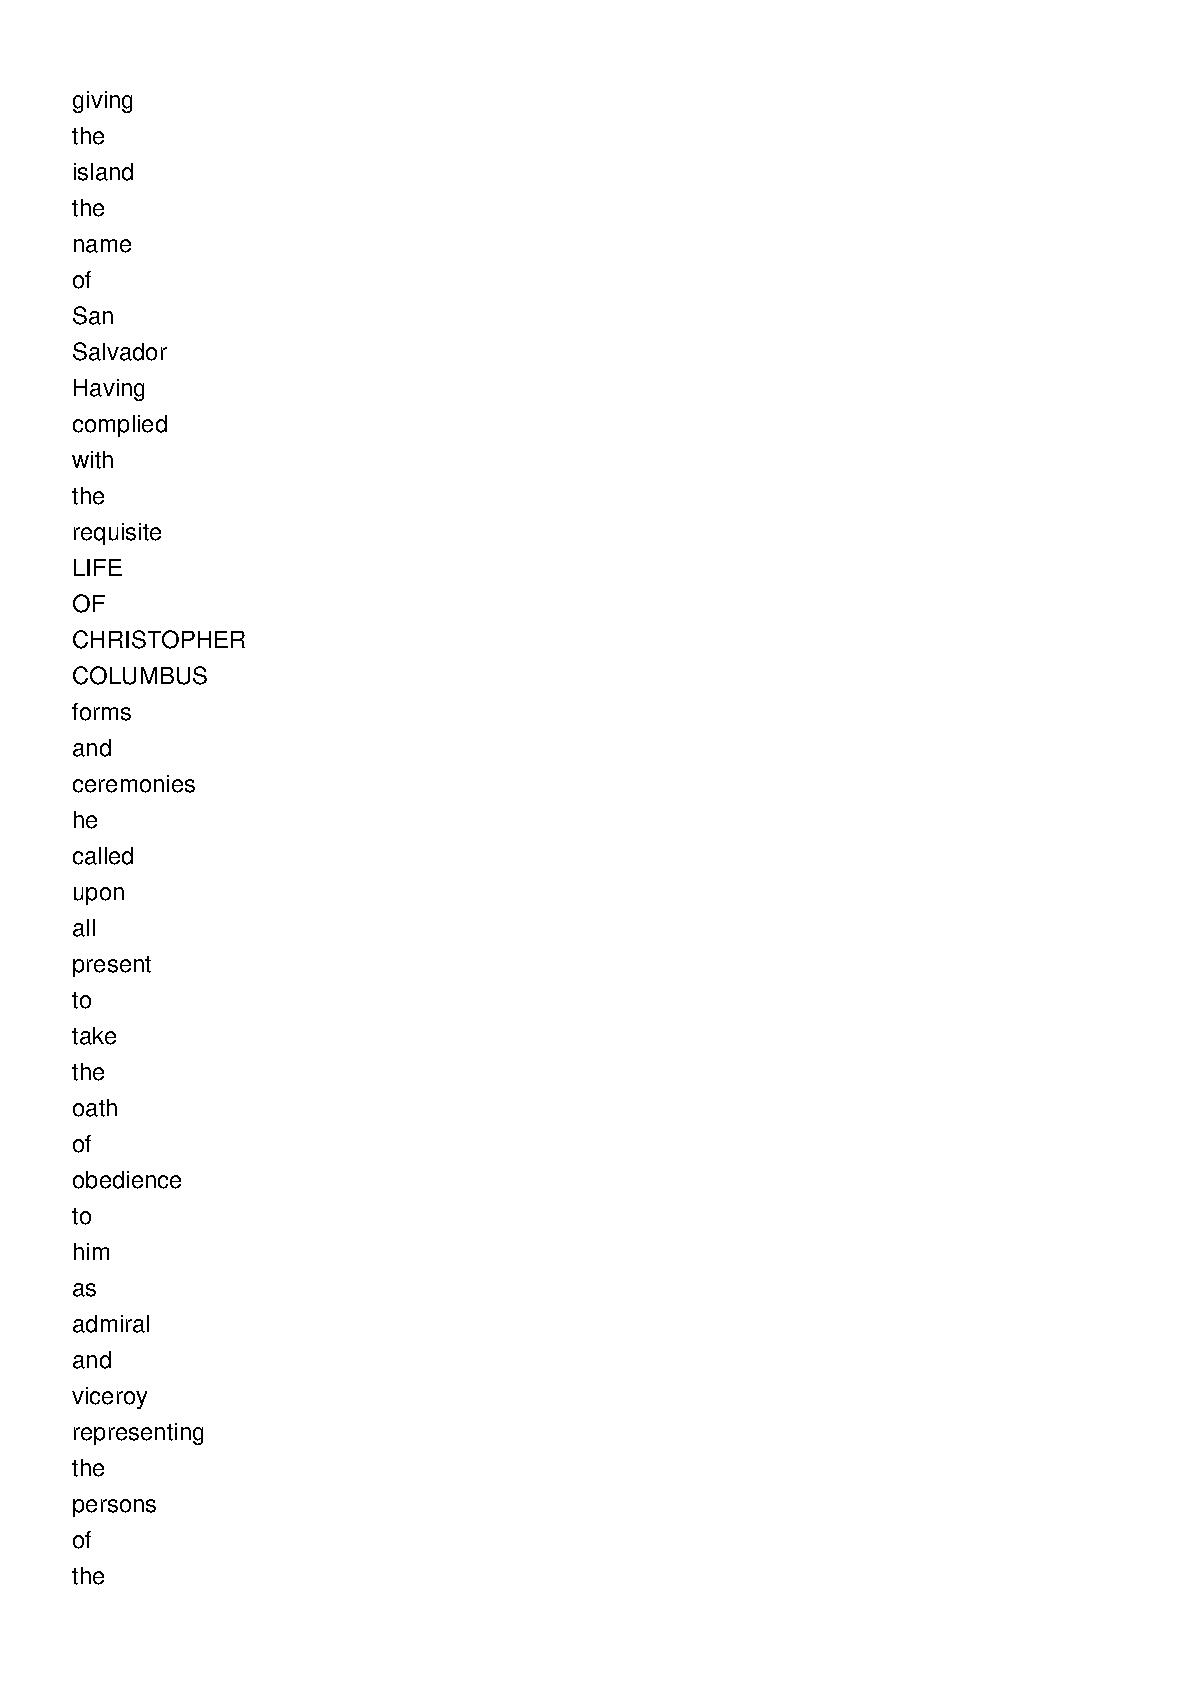 giving
the
island
the
name
of
San
Salvador
Having
complied
with
the
requisite
LIFE
OF
CHRISTOPHER
COLUMBUS
forms
and
ceremonies
he
called
upon
all
present
to
take
the
oath
of
obedience
to
him
as
admiral
and
viceroy
representing
the
persons
of
the